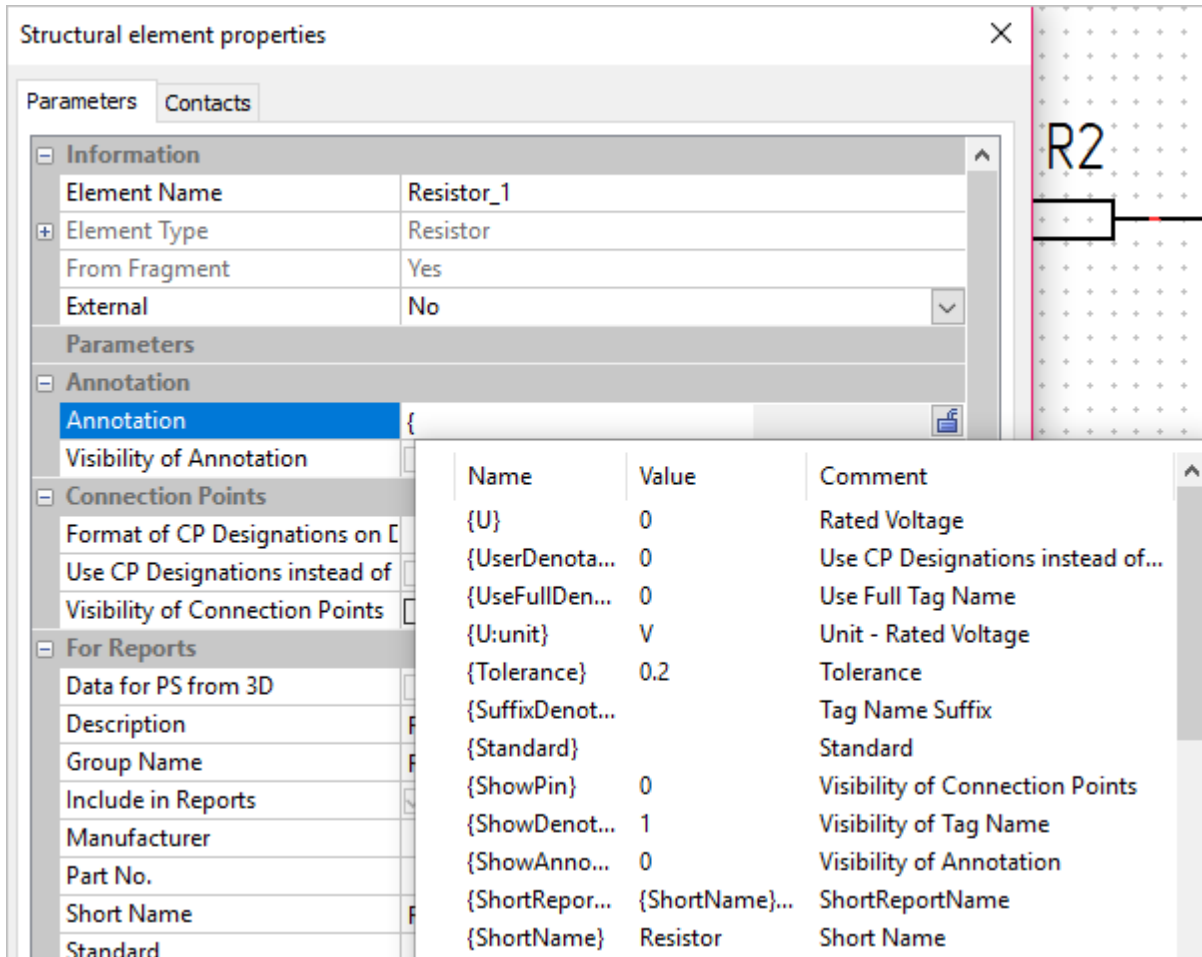 Structural element properties
Parameters Contacts
Information
R2
Element Name Resistor_1
Element Type Resistor
From Fragment Yes
External No
Parameters
Annotation
Annotation {
Visibility of Annotation
Connection Points
Format of CP Designations on
Use CP Designations instead of
Visibility of Connection Points
For Reports
Data for PS from 3D
Description
Group Name
Include in Reports
Manufacturer
Part No.
Short Name
Standard
Name Value Comment
{U} 0 Rated Voltage
{UserDenota... 0 Use CP Designations instead of...
{UseFullDen... 0 Use Full Tag Name
{U:unit} V Unit - Rated Voltage
{Tolerance} 0.2 Tolerance
{SuffixDenot... Tag Name Suffix
{Standard} Standard
{ShowPin} 0 Visibility of Connection Points
{ShowDenot... 1 Visibility of Tag Name
{ShowAnno... 0 Visibility of Annotation
{ShortRepor... {ShortName}... ShortReportName
{ShortName} Resistor Short Name